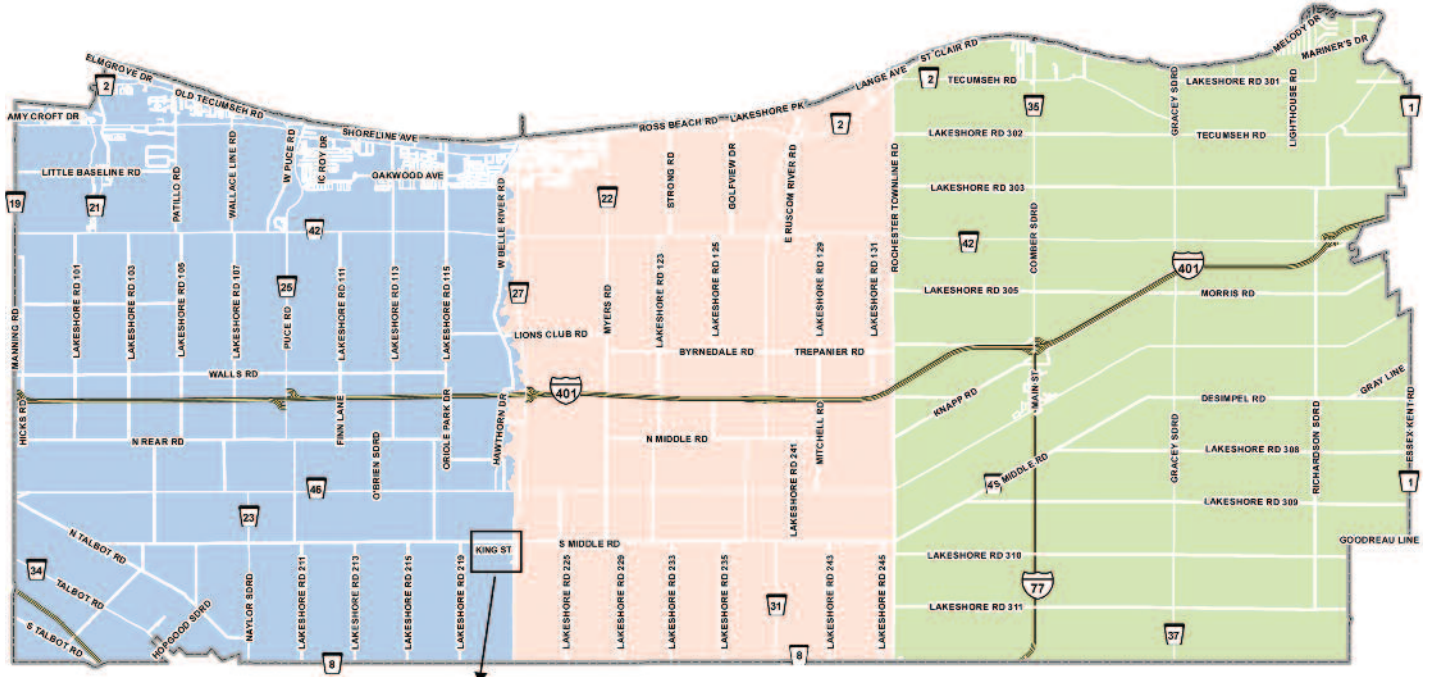 ELMGROVE DR
2
OLD TECUMSEH RD
AMY CROFT DR
SHORELINE AVE
ROSS BEACH RD
LAKESHORE PK
LANGE AVE
ST CLAIR RD
2
2
MELODY DR
MARINER'S DR
TECUMSEH RD
LAKESHORE RD 301
35
1
GRACEY SDRD
LIGHTHOUSE RD
LAKESHORE RD 302
TECUMSEH RD
LITTLE BASELINE RD
PATILLO RD
WALLACE LINE RD
W PUCE RD
IC ROY DR
OAKWOOD AVE
W BELLE RIVER RD
STRONG RD
GOLFVIEW DR
E RUSCOM RIVER RD
ROCHESTER TOWNLINE RD
LAKESHORE RD 303
19
21
22
42
42
COMBER SDRD
401
MANNING RD
LAKESHORE RD 101
LAKESHORE RD 103
LAKESHORE RD 105
LAKESHORE RD 107
25
PUCE RD
LAKESHORE RD 111
LAKESHORE RD 113
LAKESHORE RD 115
27
MYERS RD
LAKESHORE RD 123
LAKESHORE RD 125
LAKESHORE RD 129
LAKESHORE RD 131
LAKESHORE RD 305
MORRIS RD
LIONS CLUB RD
BYRNEDALE RD
TREPANIER RD
WALLS RD
401
HICKS RD
FINN LANE
ORIOLE PARK DR
HAWTHORN DR
MITCHELL RD
KNAPP RD
MAIN ST
DESIMPEL RD
GRAY LINE
ESSEX-KENT RD
N REAR RD
O'BRIEN SDRD
N MIDDLE RD
LAKESHORE RD 241
GRACEY SDRD
LAKESHORE RD 308
RICHARDSON SDRD
46
S MIDDLE RD
1
LAKESHORE RD 309
23
N TALBOT RD
KING ST
S MIDDLE RD
LAKESHORE RD 310
GOODREAU LINE
34
TALBOT RD
S TALBOT RD
HOPGOOD SDRD
NAYLOR SDRD
LAKESHORE RD 211
LAKESHORE RD 213
LAKESHORE RD 215
LAKESHORE RD 219
LAKESHORE RD 225
LAKESHORE RD 229
LAKESHORE RD 233
LAKESHORE RD 235
31
LAKESHORE RD 243
LAKESHORE RD 245
77
LAKESHORE RD 311
37
8
8